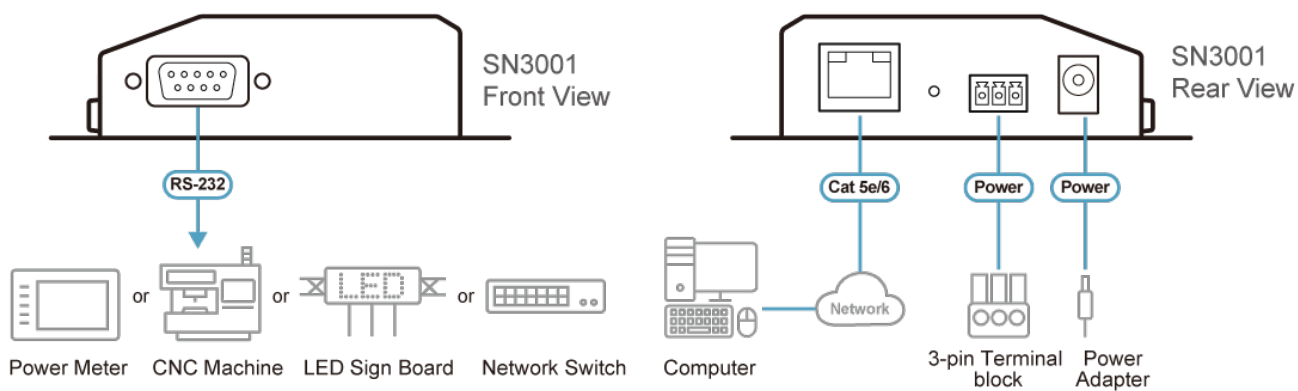 SN3001
Front View
RS-232
Power Meter
or
CNC Machine
or
LED
LED Sign Board
or
Network Switch
SN3001
Rear View
Cat 5e/6
Power
Power
Network
Computer
3-pin Terminal
block
Power
Adapter